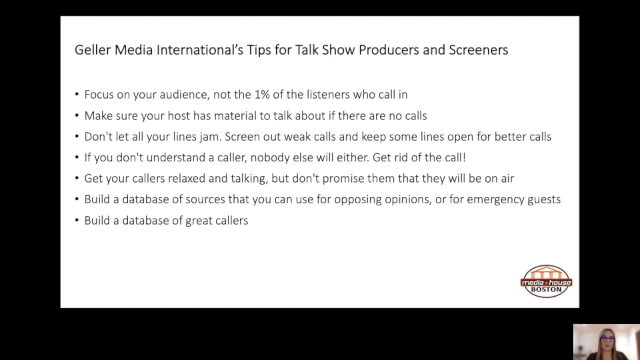 Geller Media International's Tips for Talk Show Producers and Screeners
• Focus on your audience, not the 1% of the listeners who call in
• Make sure your host has material to talk about if there are no calls
• Don't let all your lines jam. Screen out weak calls and keep some lines open for better calls
• If you don't understand a caller, nobody else will either. Get rid of the call!
• Get your callers relaxed and talking, but don't promise them that they will be on air
• Build a database of sources that you can use for opposing opinions, or for emergency guests
• Build a database of great callers
media-house
BOSTON